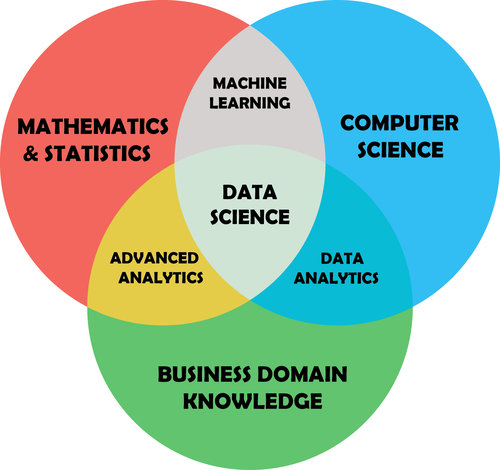 MACHINE
LEARNING
MATHEMATICS
& STATISTICS
COMPUTER
SCIENCE
DATA
SCIENCE
ADVANCED
ANALYTICS
DATA
ANALYTICS
BUSINESS DOMAIN
KNOWLEDGE